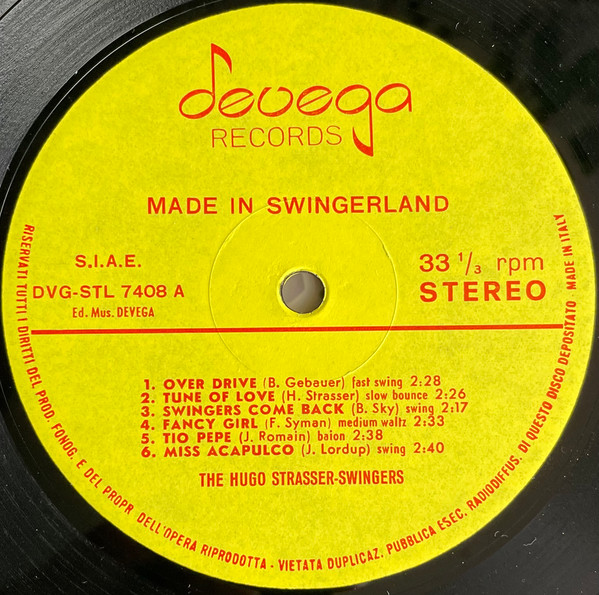 devega
RECORDS
MADE IN SWINGERLAND
S.I.A.E.
DVG-STL 7408 A
Ed. Mus. DEVEGA
33 1/3 rpm
STEREO
1. OVER DRIVE (B. Gebauer) fast swing 2:28
2. TUNE OF LOVE (H. Strasser) slow bounce 2:26
3. SWINGERS COME BACK (B. Sky) swing 2:17
4. FANCY GIRL (F. Syman) medium waltz 2:33
5. TIO PEPE (J. Romain) baion 2:38
6. MISS ACAPULCO (J. Lordup) swing 2:40
THE HUGO STRASSER-SWINGERS
RISERVATI TUTTI I DIRITTI DEL PROD. FONOG. E DEL PROPR. DELL'OPERA RIPRODOTTA - VIETATA DUPLICAZ. PUBBLICA ESEC. RADIODIFFUS. DI QUESTO DISCO DEPOSITATO MADE IN ITALY